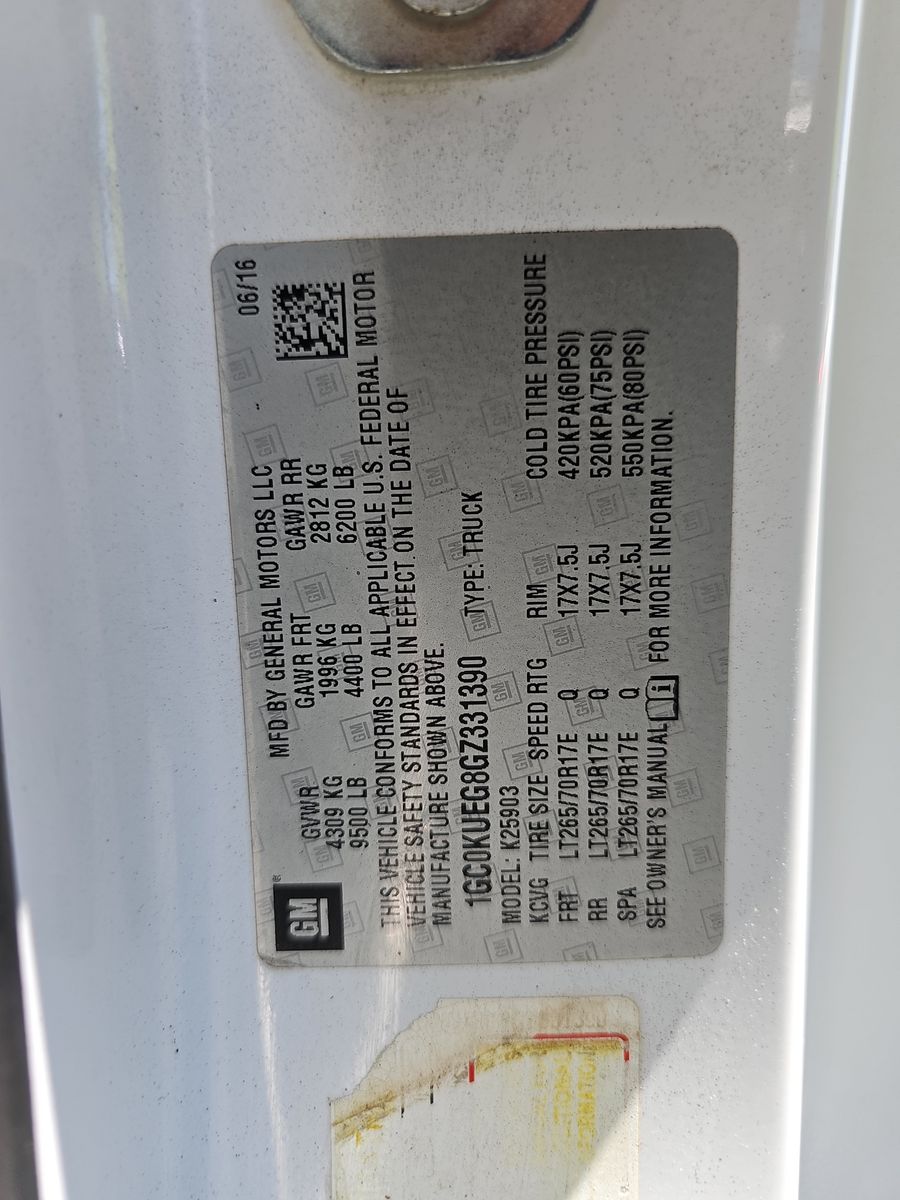 GM
06/16
MFD BY GENERAL MOTORS LLC
GVWR GAWR FRT GAWR RR
4309 KG 1996 KG 2812 KG
9500 LB 4400 LB 6200 LB
THIS VEHICLE CONFORMS TO ALL APPLICABLE U.S. FEDERAL MOTOR
VEHICLE SAFETY STANDARDS IN EFFECT ON THE DATE OF
MANUFACTURE SHOWN ABOVE.
1GC0KUEG8GZ331390 TYPE: TRUCK
MODEL: K25903
KCVG TIRE SIZE SPEED RTG RIM COLD TIRE PRESSURE
FRT LT265/70R17E Q 17X7.5J 420KPA(60PSI)
RR LT265/70R17E Q 17X7.5J 520KPA(75PSI)
SPA LT265/70R17E Q 17X7.5J 550KPA(80PSI)
SEE OWNER'S MANUAL i FOR MORE INFORMATION.